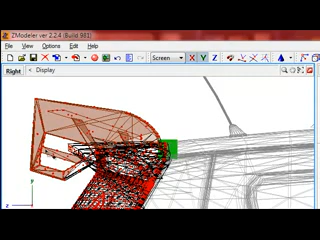 ZModeler ver 2.2.4 (Build 981)
File View Options Edit Help
Screen X Y Z
Right < Display
y
z